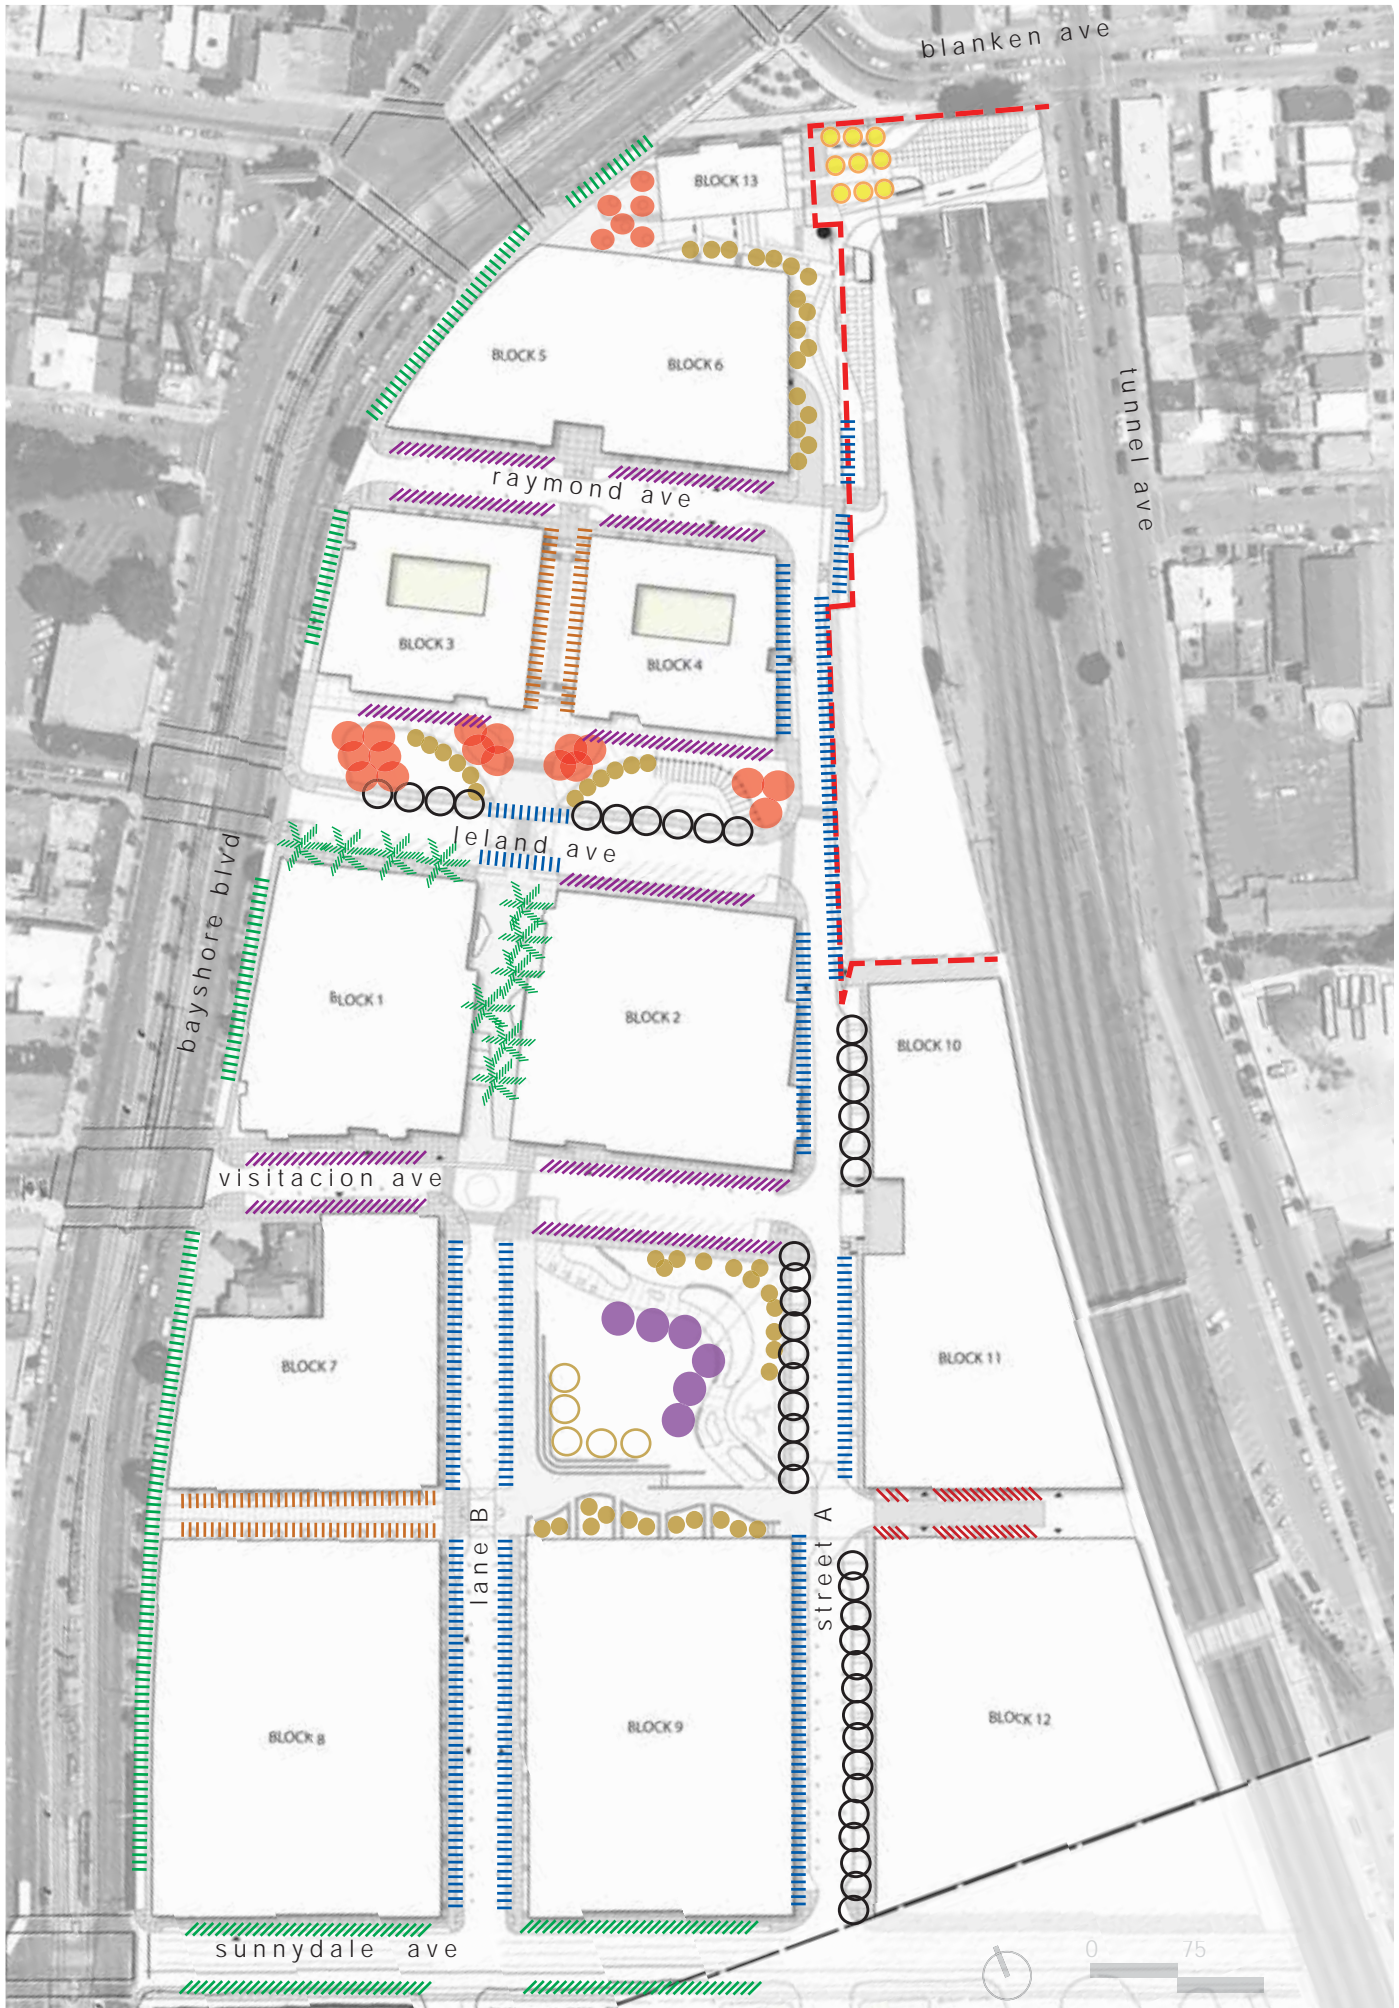 blanken ave
BLOCK 13
BLOCK 5
BLOCK 6
tunnel ave
raymond ave
BLOCK 3
BLOCK 4
leland ave
bayshore blvd
BLOCK 1
BLOCK 2
BLOCK 10
visitacion ave
BLOCK 7
BLOCK 11
lane B
street A
BLOCK 8
BLOCK 9
BLOCK 12
sunnydale ave
0 75